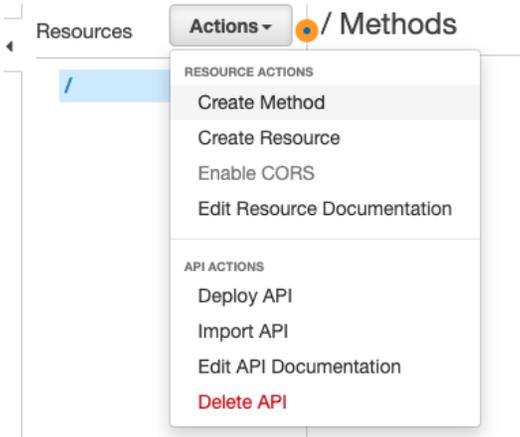 Resources
Actions
/ Methods
/
RESOURCE ACTIONS
Create Method
Create Resource
Enable CORS
Edit Resource Documentation
API ACTIONS
Deploy API
Import API
Edit API Documentation
Delete API